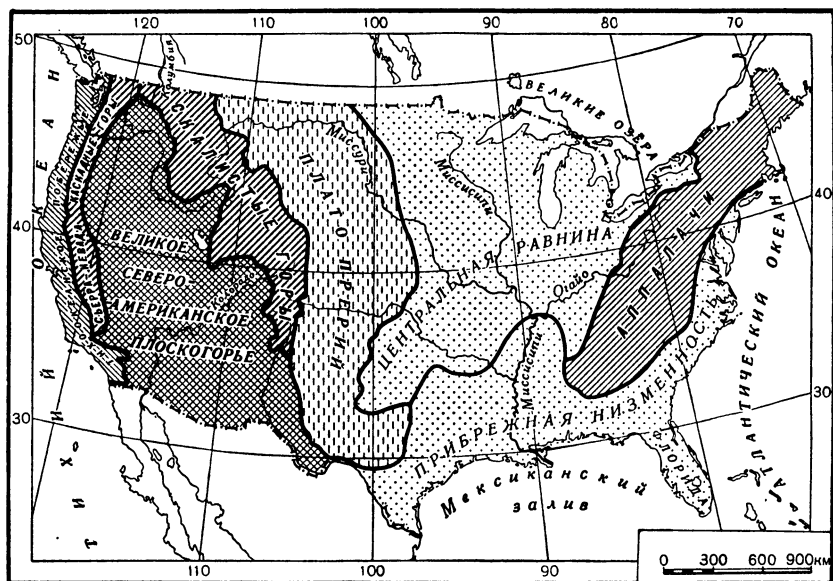 120 110 100 90 80 70
50
ВЕЛИКИЕ ОЗЕРА
СКАЛИСТЫЕ ГОРЫ
Миссури
Миссисипи
ПЛАТО ПРЕРИЙ
40
40
АППАЛАЧИ
ЦЕНТРАЛЬНАЯ РАВНИНА
Огайо
ВЕЛИКОЕ
СЕВЕРО-
АМЕРИКАНСКОЕ
ПЛОСКОГОРЬЕ
Миссисипи
ПРИБРЕЖНАЯ НИЗМЕННОСТЬ
30
30
ФЛОРИДА
АТЛАНТИЧЕСКИЙ ОКЕАН
ТИХИЙ ОКЕАН
Мексиканский
залив
110 100 90
0 300 600 900км